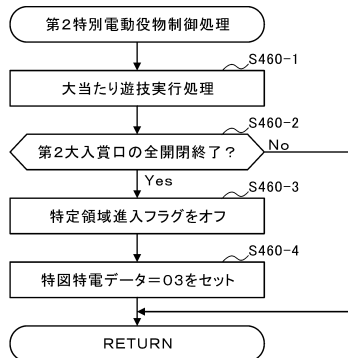 第2特別電動役物制御処理
S460-1
大当たり遊技実行処理
S460-2
第2大入賞口の全開閉終了？
No
Yes
S460-3
特定領域進入フラグをオフ
S460-4
特図特電データ＝03をセット
RETURN